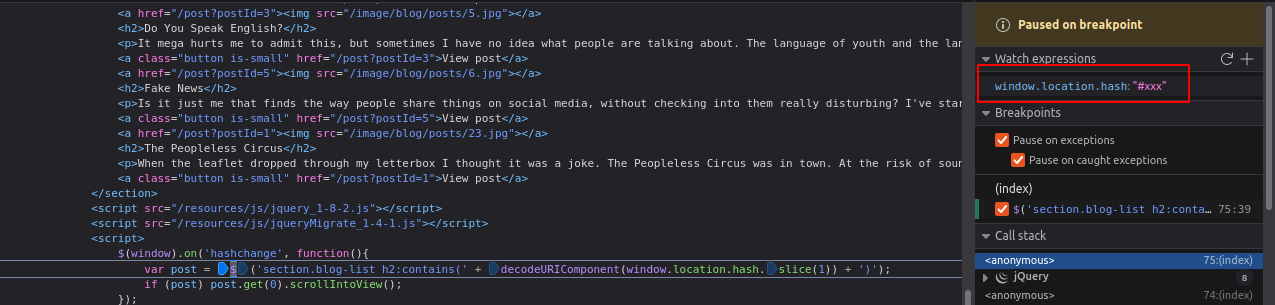 <a href="/post?postId=3"><img src="/image/blog/posts/5.jpg"></a>
<h2>Do You Speak English?</h2>
<p>It mega hurts me to admit this, but sometimes I have no idea what people are talking about. The language of youth and the lan
<a class="button is-small" href="/post?postId=3">View post</a>
<a href="/post?postId=5"><img src="/image/blog/posts/6.jpg"></a>
<h2>Fake News</h2>
<p>Is it just me that finds the way people share things on social media, without checking into them really disturbing? I've star
<a class="button is-small" href="/post?postId=5">View post</a>
<a href="/post?postId=1"><img src="/image/blog/posts/23.jpg"></a>
<h2>The Peopleless Circus</h2>
<p>When the leaflet dropped through my letterbox I thought it was a joke. The Peopleless Circus was in town. At the risk of soun
<a class="button is-small" href="/post?postId=1">View post</a>
</section>
<script src="/resources/js/jquery_1-8-2.js"></script>
<script src="/resources/js/jqueryMigrate_1-4-1.js"></script>
<script>
$(window).on('hashchange', function(){
var post = $('section.blog-list h2:contains(' + decodeURIComponent(window.location.hash.slice(1)) + ')');
if (post) post.get(0).scrollIntoView();
});
Paused on breakpoint
Watch expressions
window.location.hash: "#xxx"
Breakpoints
Pause on exceptions
Pause on caught exceptions
(index)
$('section.blog-list h2:conta… 75:39
Call stack
<anonymous> 75:(index)
jQuery 8
<anonymous> 74:(index)